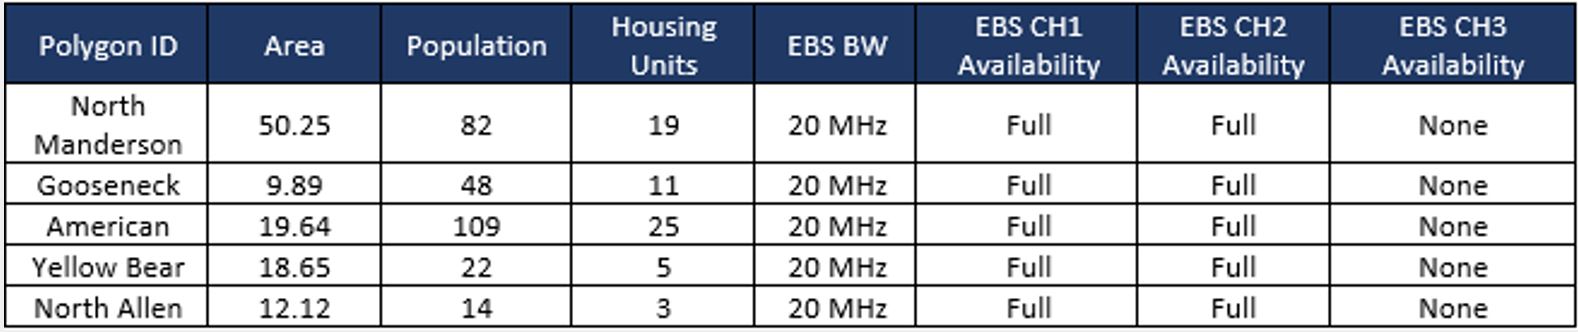 Polygon ID Area Population Housing Units EBS BW EBS CH1 Availability EBS CH2 Availability EBS CH3 Availability
North Manderson 50.25 82 19 20 MHz Full Full None
Gooseneck 9.89 48 11 20 MHz Full Full None
American 19.64 109 25 20 MHz Full Full None
Yellow Bear 18.65 22 5 20 MHz Full Full None
North Allen 12.12 14 3 20 MHz Full Full None